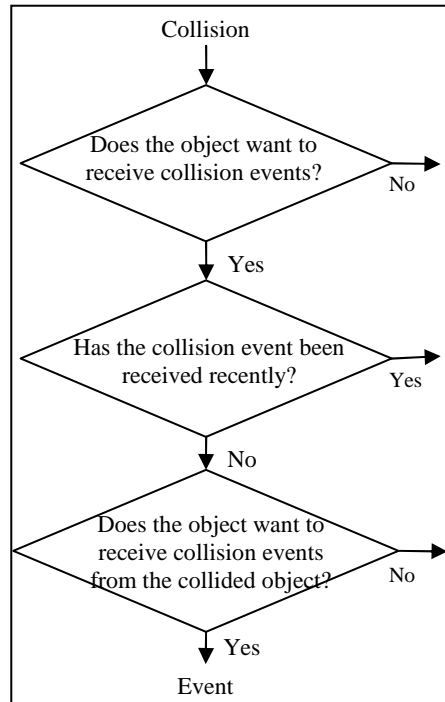 Collision
Does the object want to
receive collision events?
No
Yes
Has the collision event been
received recently?
Yes
No
Does the object want to
receive collision events
from the collided object?
No
Yes
Event